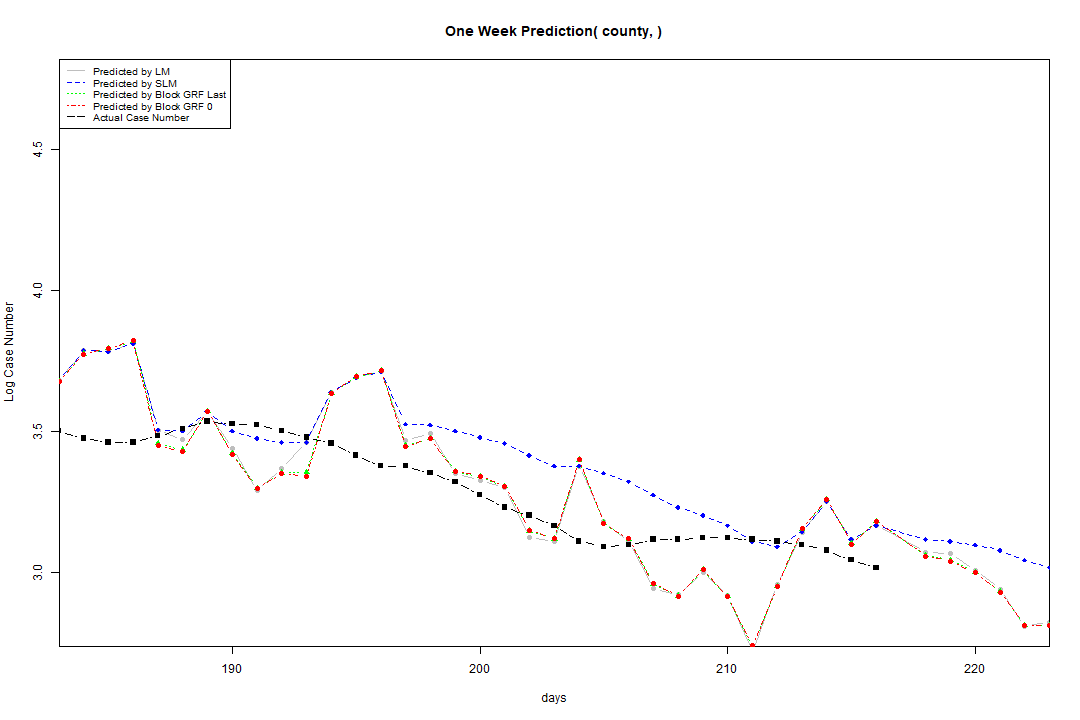 One Week Prediction( county, )
Predicted by LM
Predicted by SLM
Predicted by Block GRF Last
Predicted by Block GRF 0
Actual Case Number
4.5
4.0
3.5
3.0
Log Case Number
190 200 210 220
days